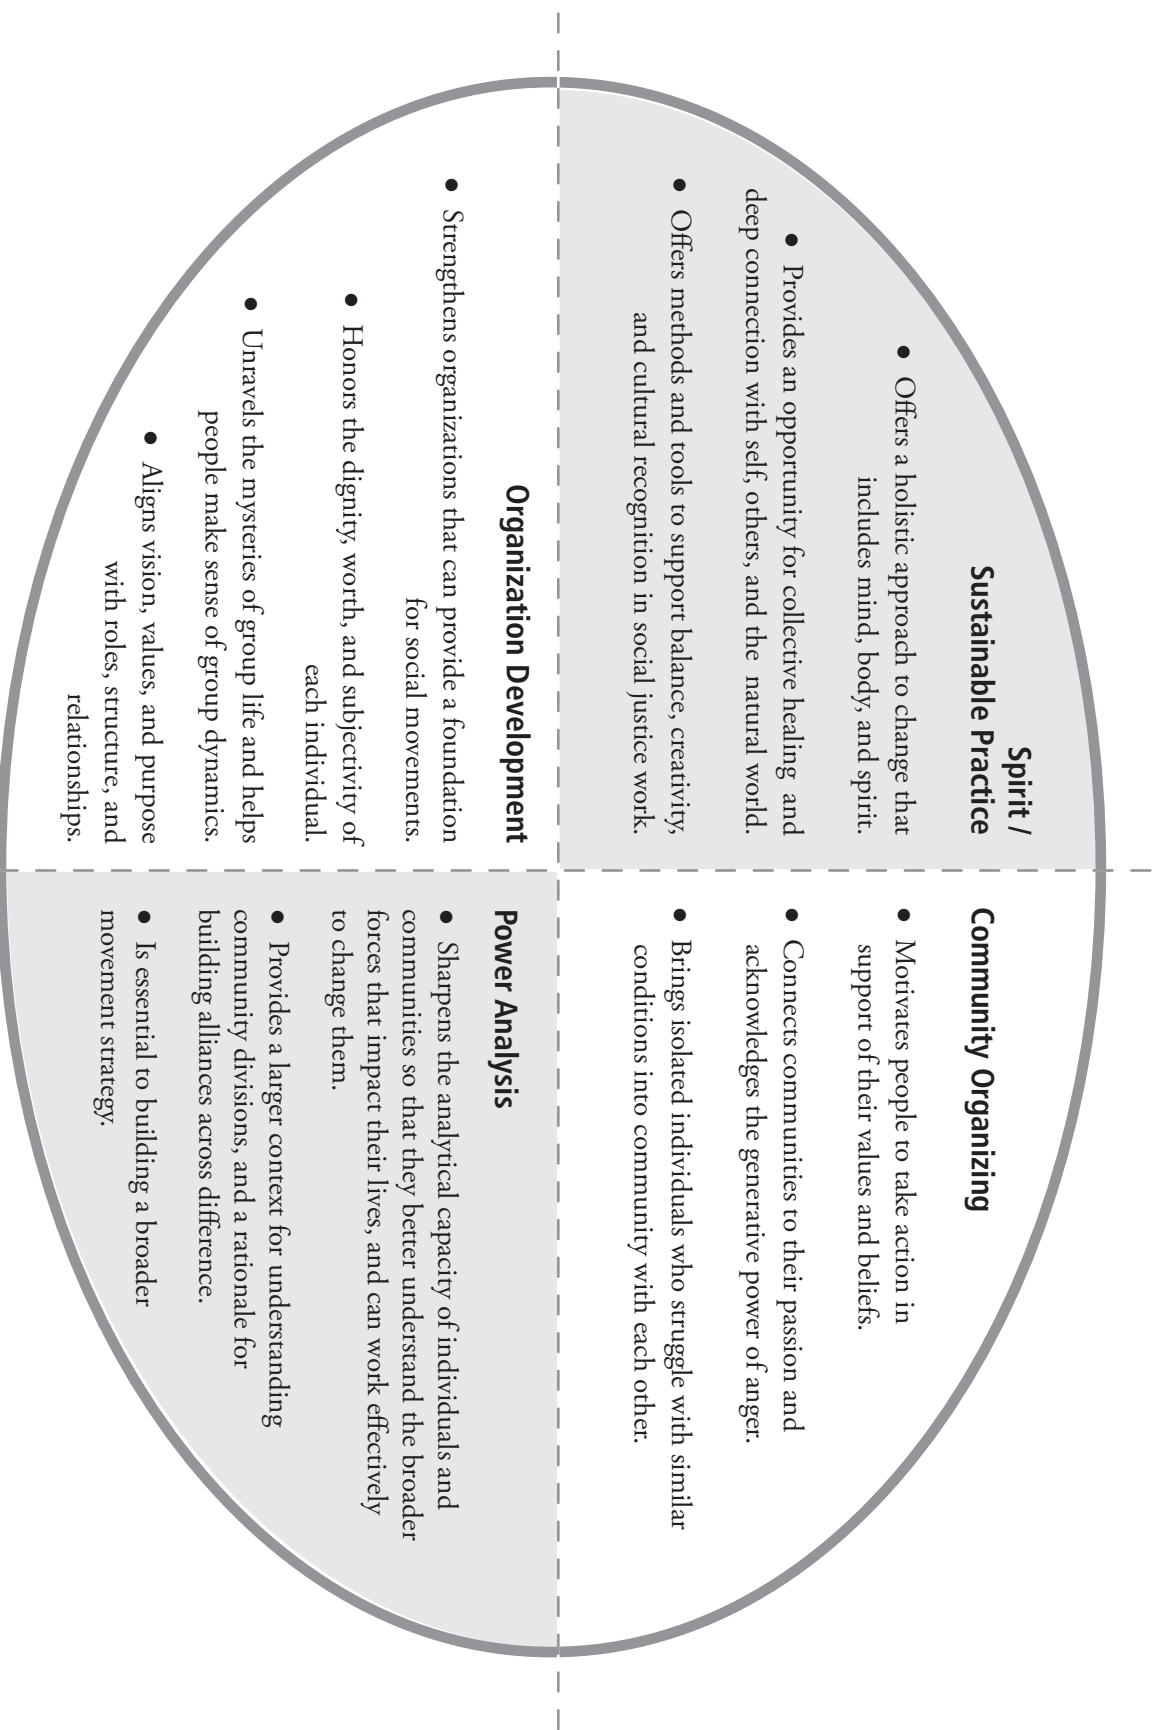 Spirit /
Sustainable Practice
• Offers a holistic approach to change that
includes mind, body, and spirit.
• Provides an opportunity for collective healing and
deep connection with self, others, and the natural world.
• Offers methods and tools to support balance, creativity,
and cultural recognition in social justice work.
Community Organizing
• Motivates people to take action in
support of their values and beliefs.
• Connects communities to their passion and
acknowledges the generative power of anger.
• Brings isolated individuals who struggle with similar
conditions into community with each other.
Organization Development
• Strengthens organizations that can provide a foundation
for social movements.
• Honors the dignity, worth, and subjectivity of
each individual.
• Unravels the mysteries of group life and helps
people make sense of group dynamics.
• Aligns vision, values, and purpose
with roles, structure, and
relationships.
Power Analysis
• Sharpens the analytical capacity of individuals and
communities so that they better understand the broader
forces that impact their lives, and can work effectively
to change them.
• Provides a larger context for understanding
community divisions, and a rationale for
building alliances across difference.
• Is essential to building a broader
movement strategy.